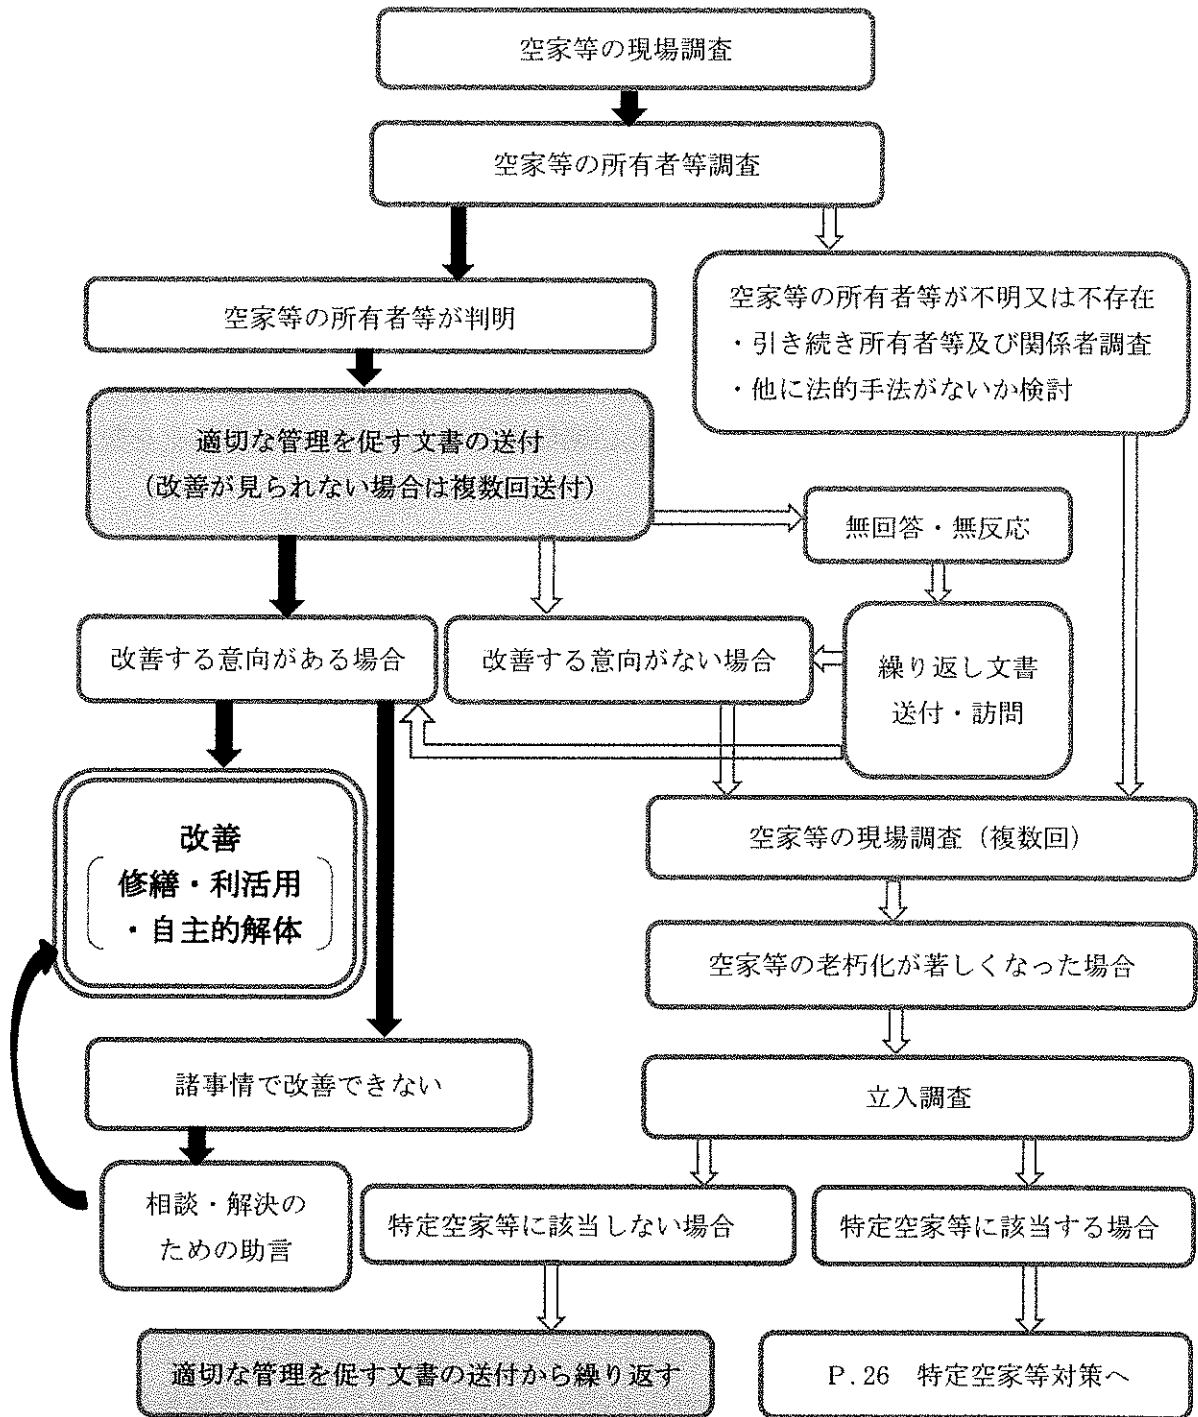 空家等の現場調査
空家等の所有者等調査
空家等の所有者等が判明
空家等の所有者等が不明又は不存在
・引き続き所有者等及び関係者調査
・他に法的手法がないか検討
適切な管理を促す文書の送付
(改善が見られない場合は複数回送付)
無回答・無反応
改善する意向がある場合
改善する意向がない場合
繰り返し文書
送付・訪問
改善
修繕・利活用
・自主的解体
空家等の現場調査（複数回）
空家等の老朽化が著しくなった場合
諸事情で改善できない
立入調査
相談・解決の
ための助言
特定空家等に該当しない場合
特定空家等に該当する場合
適切な管理を促す文書の送付から繰り返す
P.26　特定空家等対策へ